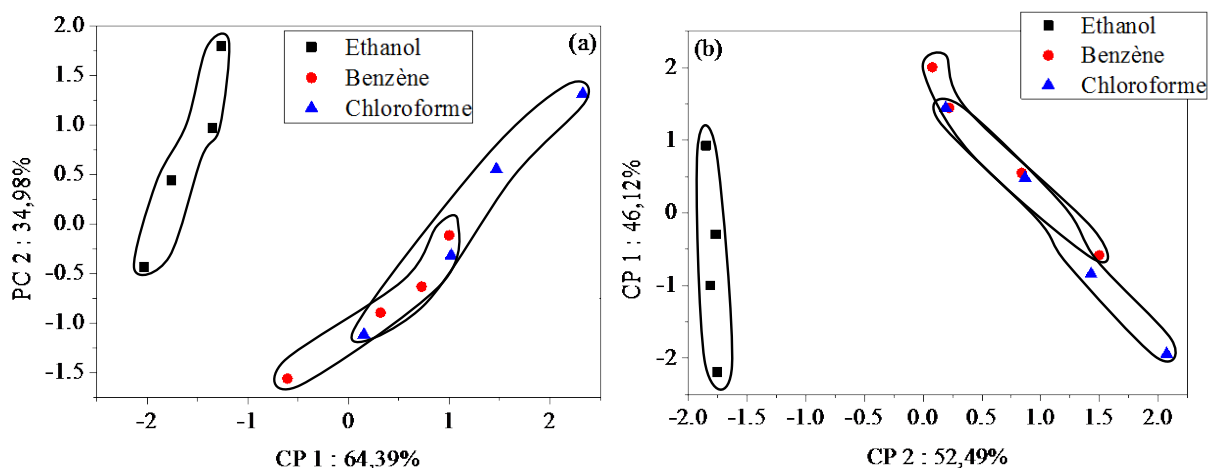 (a)
Ethanol
Benzène
Chloroforme
2.0
1.5
1.0
0.5
0.0
-0.5
-1.0
-1.5
PC 2 : 34,98%
-2
-1
0
1
2
CP 1 : 64,39%
(b)
Ethanol
Benzène
Chloroforme
2
1
0
-1
-2
CP 1 : 46,12%
-2.0
-1.5
-1.0
-0.5
0.0
0.5
1.0
1.5
2.0
CP 2 : 52,49%